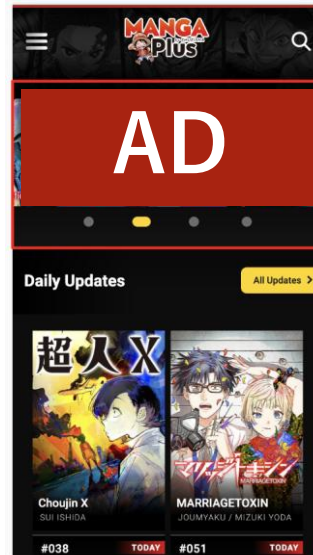 MANGA
Plus
AD
Daily Updates
All Updates
超人X
マリッジトキシン
MARRIAGETOXIN
Choujin X
SUI ISHIDA
MARRIAGETOXIN
JOUMYAKU / MIZUKI YODA
#038
TODAY
#051
TODAY